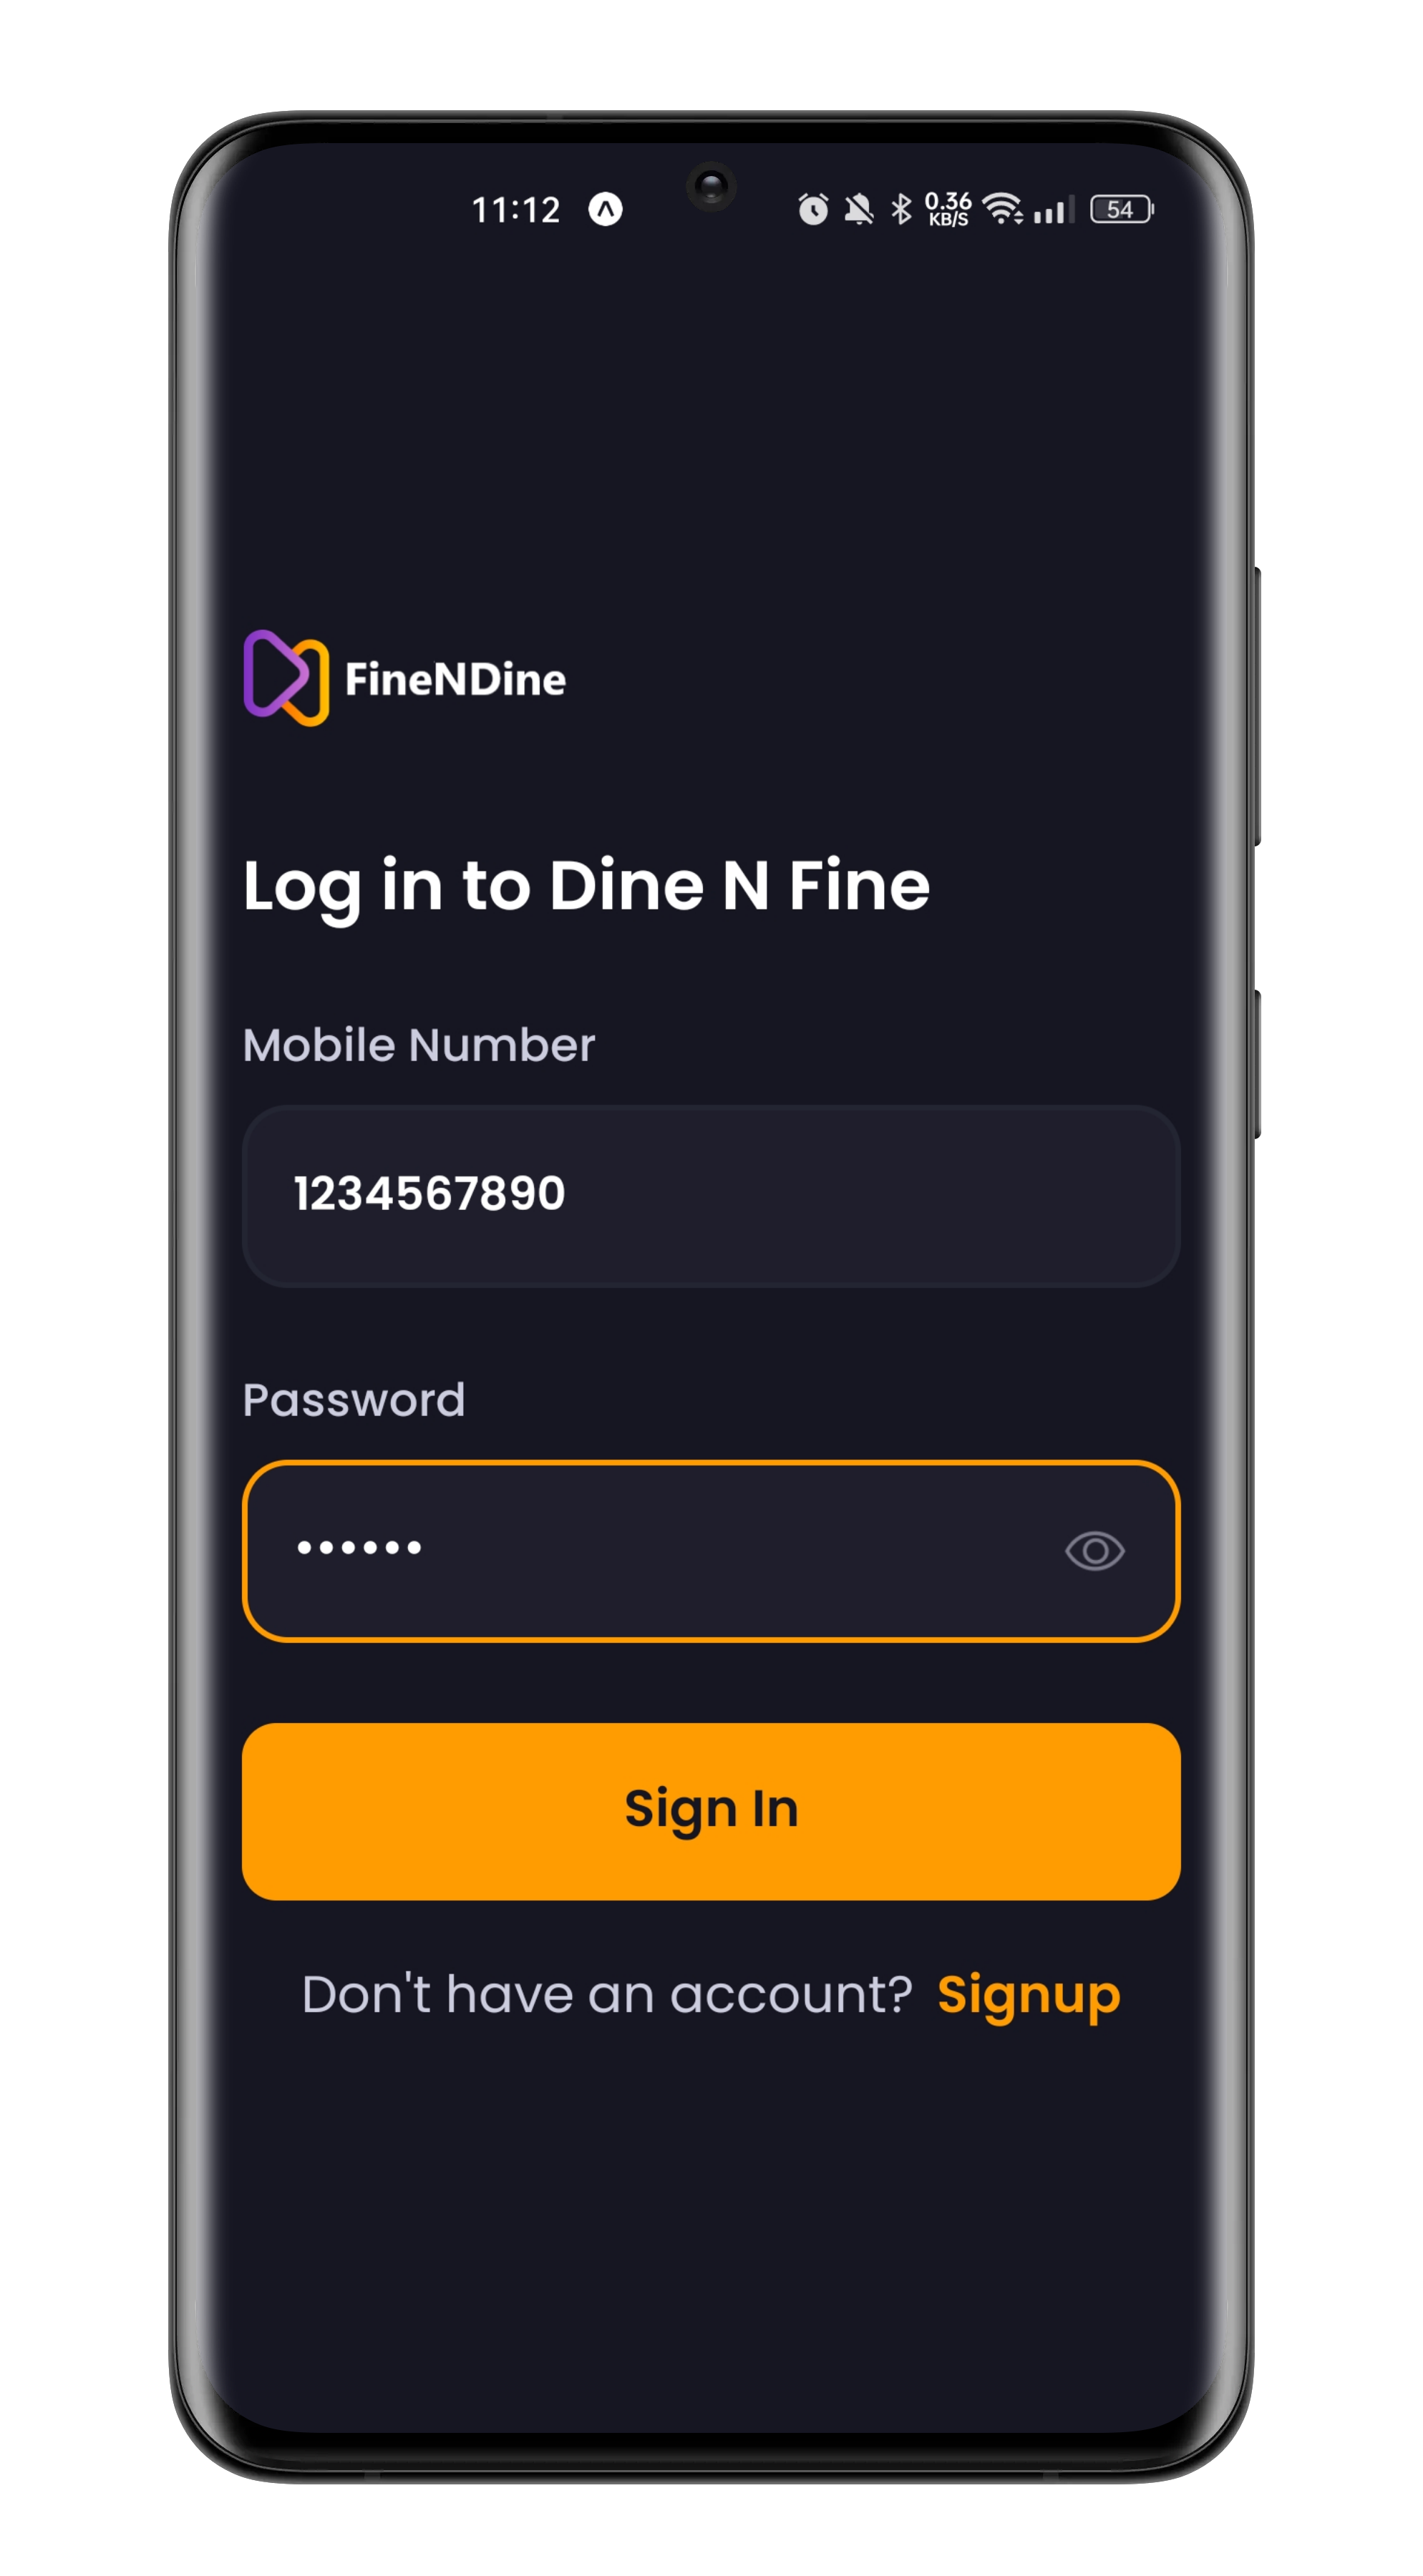 11:12 0.36 KB/S 54
FineNDine
Log in to Dine N Fine
Mobile Number
1234567890
Password
••••••
Sign In
Don't have an account? Signup